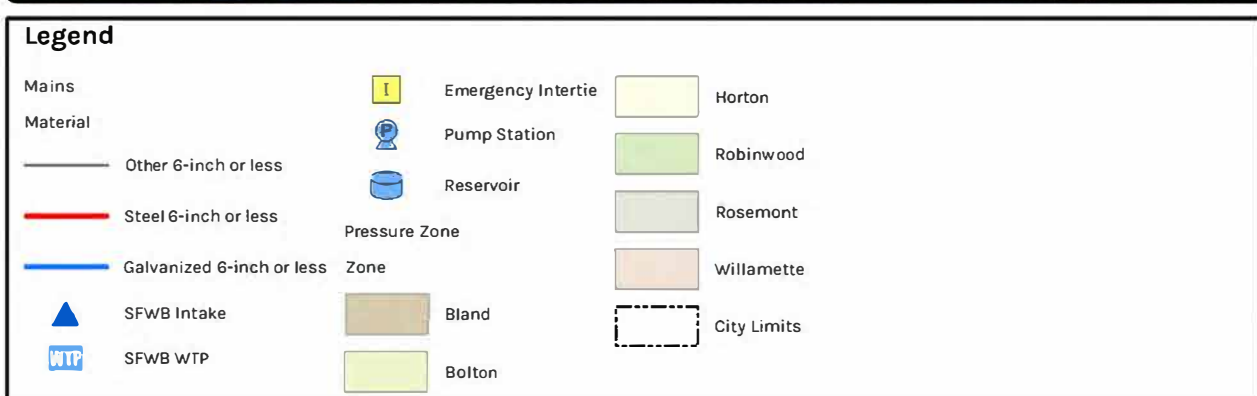 Legend
Mains
Material
Other 6-inch or less
Steel 6-inch or less
Galvanized 6-inch or less
SFWB Intake
WTP
SFWB WTP
I
Emergency Intertie
P
Pump Station
Reservoir
Pressure Zone
Zone
Bland
Bolton
Horton
Robinwood
Rosemont
Willamette
City Limits